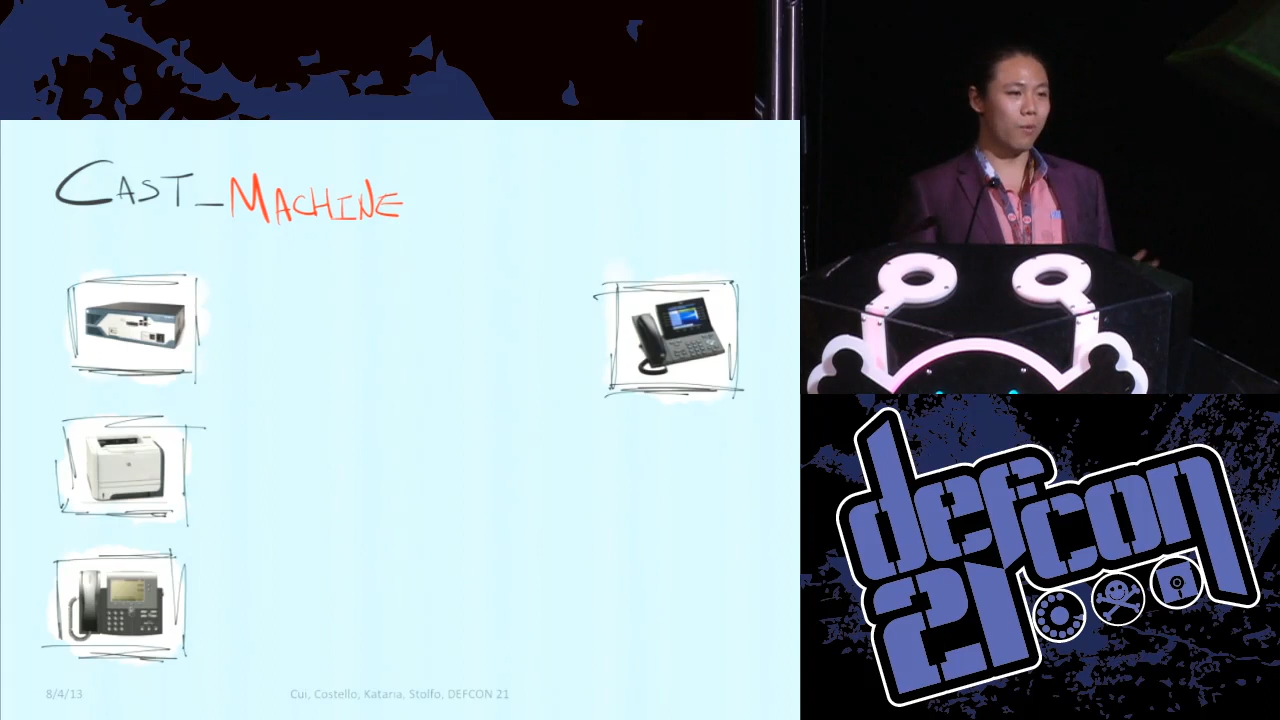 CAST_MACHINE
8/4/13
Cui, Costello, Kataria, Stolfo, DEFCON 21
defcon
21